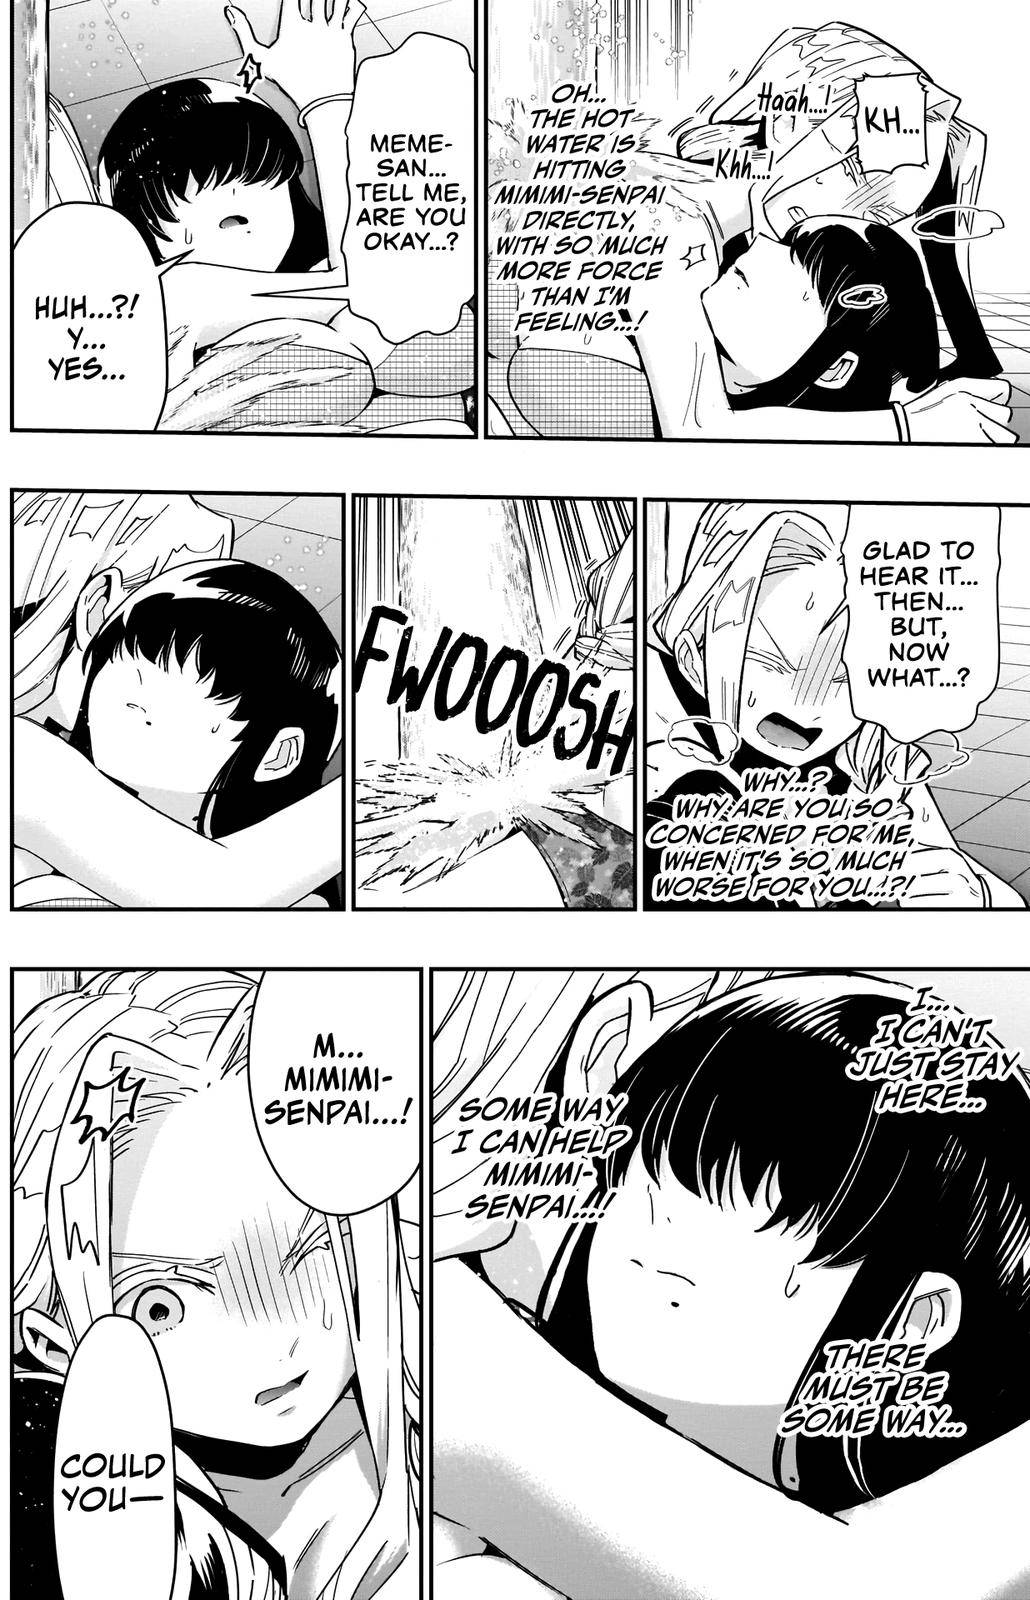 KH...
Haah...!
Khh...!
OH...
THE HOT
WATER IS
HITTING
MIMIMI-SENPAI
DIRECTLY,
WITH SO MUCH
MORE FORCE
THAN I'M
FEELING...!
MEME-
SAN...
TELL ME,
ARE YOU
OKAY...?
HUH...?!
Y...
YES...
GLAD TO
HEAR IT...
THEN...
BUT,
NOW
WHAT...?
WHY...?
WHY ARE YOU SO
CONCERNED FOR ME,
WHEN IT'S SO MUCH
WORSE FOR YOU...?!
FWOOOSH
I...
I CAN'T
JUST STAY
HERE...
SOME WAY
I CAN HELP
MIMIMI-
SENPAI...!
THERE
MUST BE
SOME WAY...
M...
MIMIMI-
SENPAI...!
COULD
YOU—